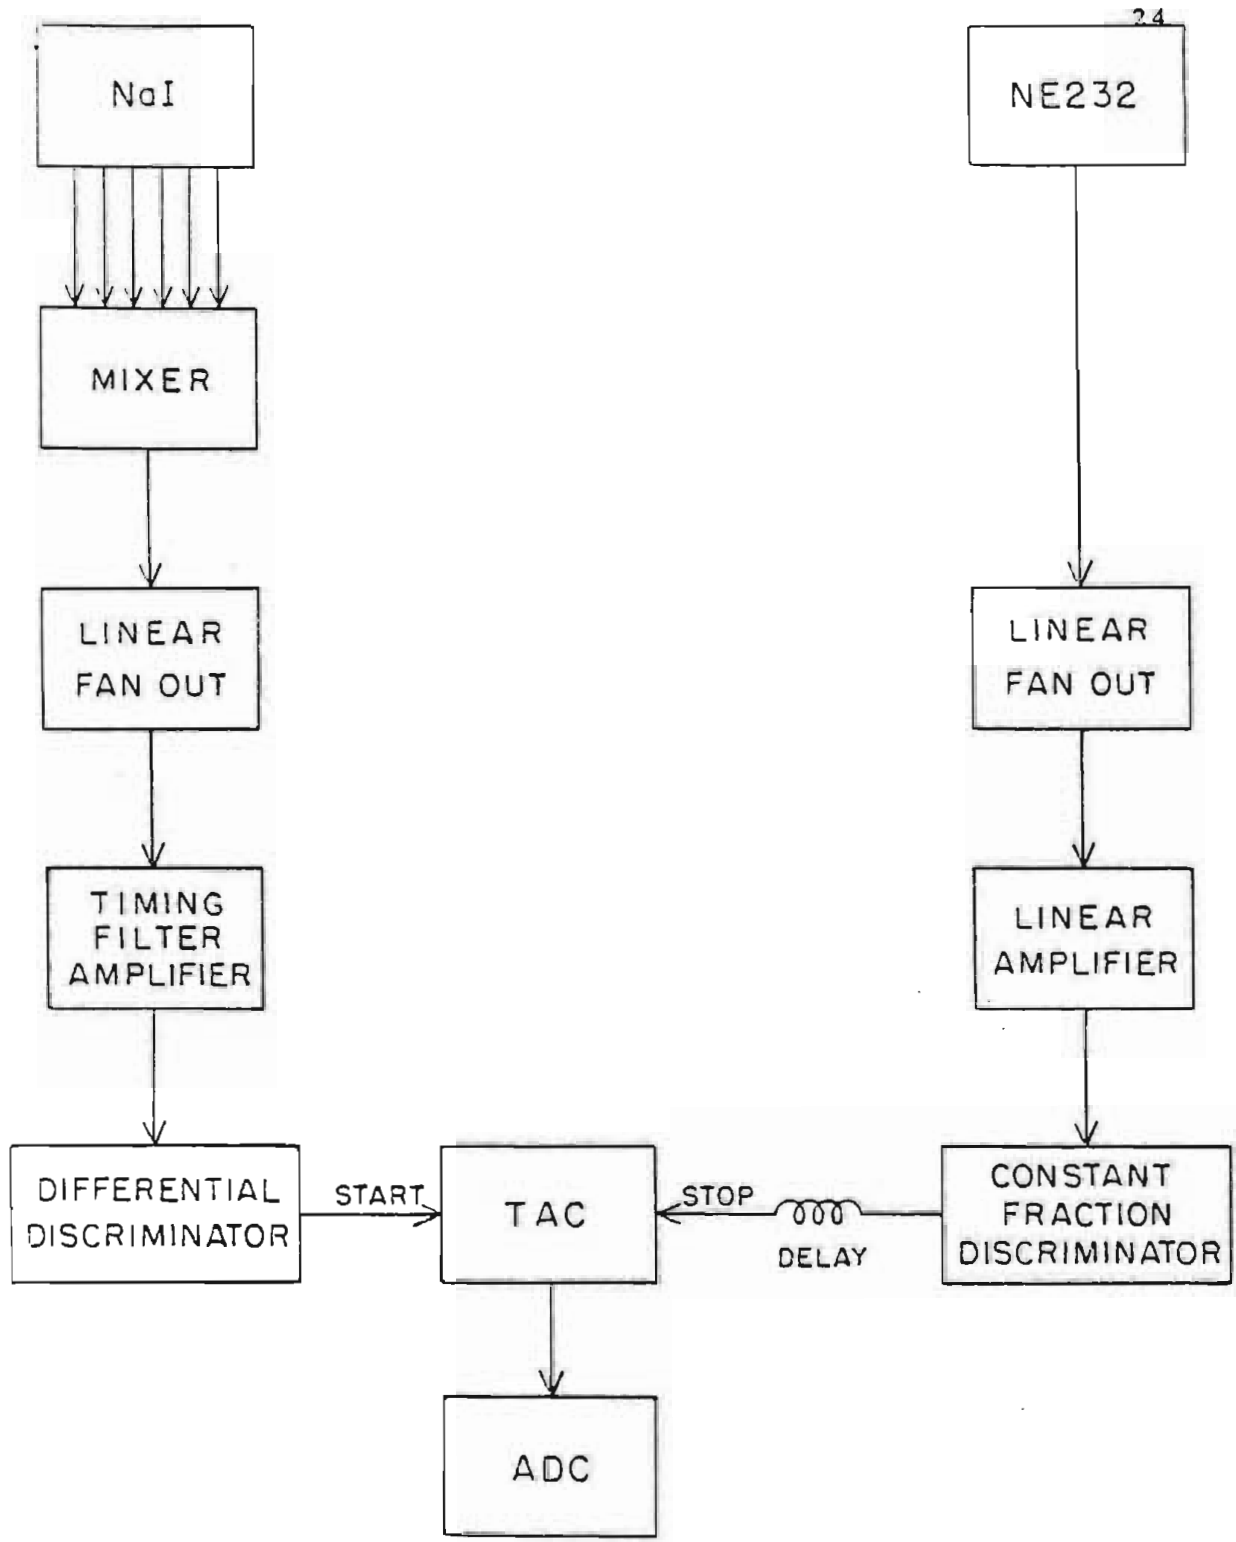 24
NaI
NE232
MIXER
LINEAR
FAN OUT
LINEAR
FAN OUT
TIMING
FILTER
AMPLIFIER
LINEAR
AMPLIFIER
DIFFERENTIAL
DISCRIMINATOR
START
TAC
STOP
DELAY
CONSTANT
FRACTION
DISCRIMINATOR
ADC